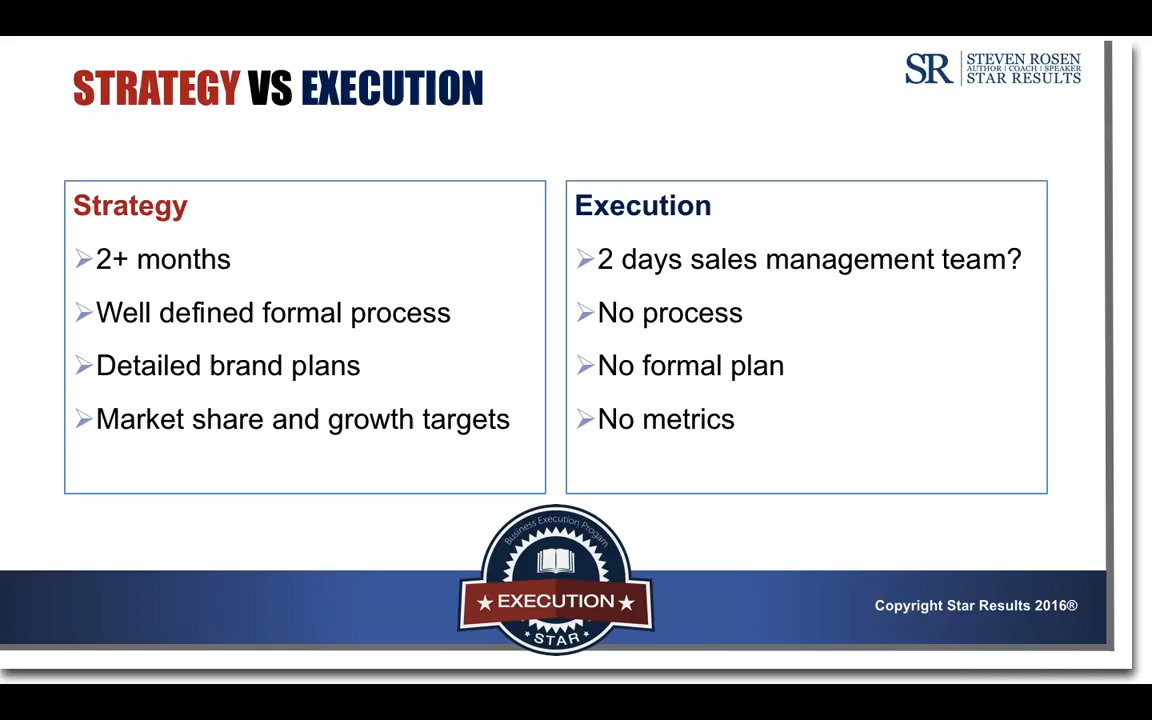 STRATEGY VS EXECUTION
SR
STEVEN ROSEN
AUTHOR | COACH | SPEAKER
STAR RESULTS
Strategy
2+ months
Well defined formal process
Detailed brand plans
Market share and growth targets
Execution
2 days sales management team?
No process
No formal plan
No metrics
Business Execution Progam
EXECUTION
STAR
Copyright Star Results 2016®